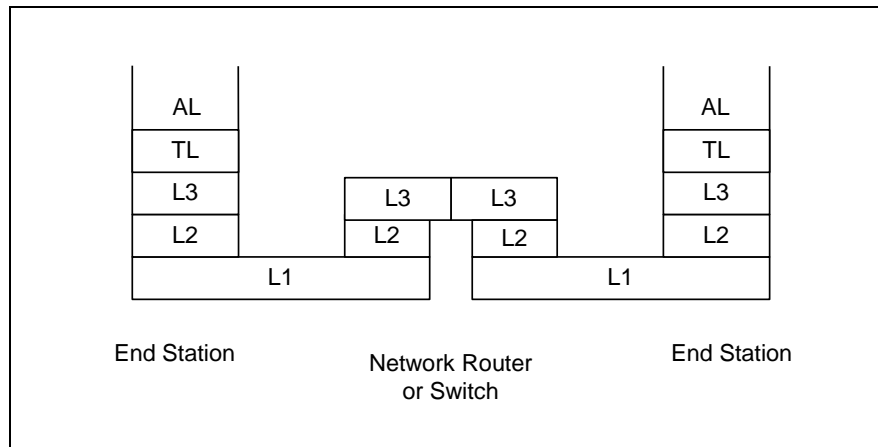 AL AL
TL TL
L3 L3 L3 L3
L2 L2 L2 L2
L1 L1
End Station Network Router or Switch End Station